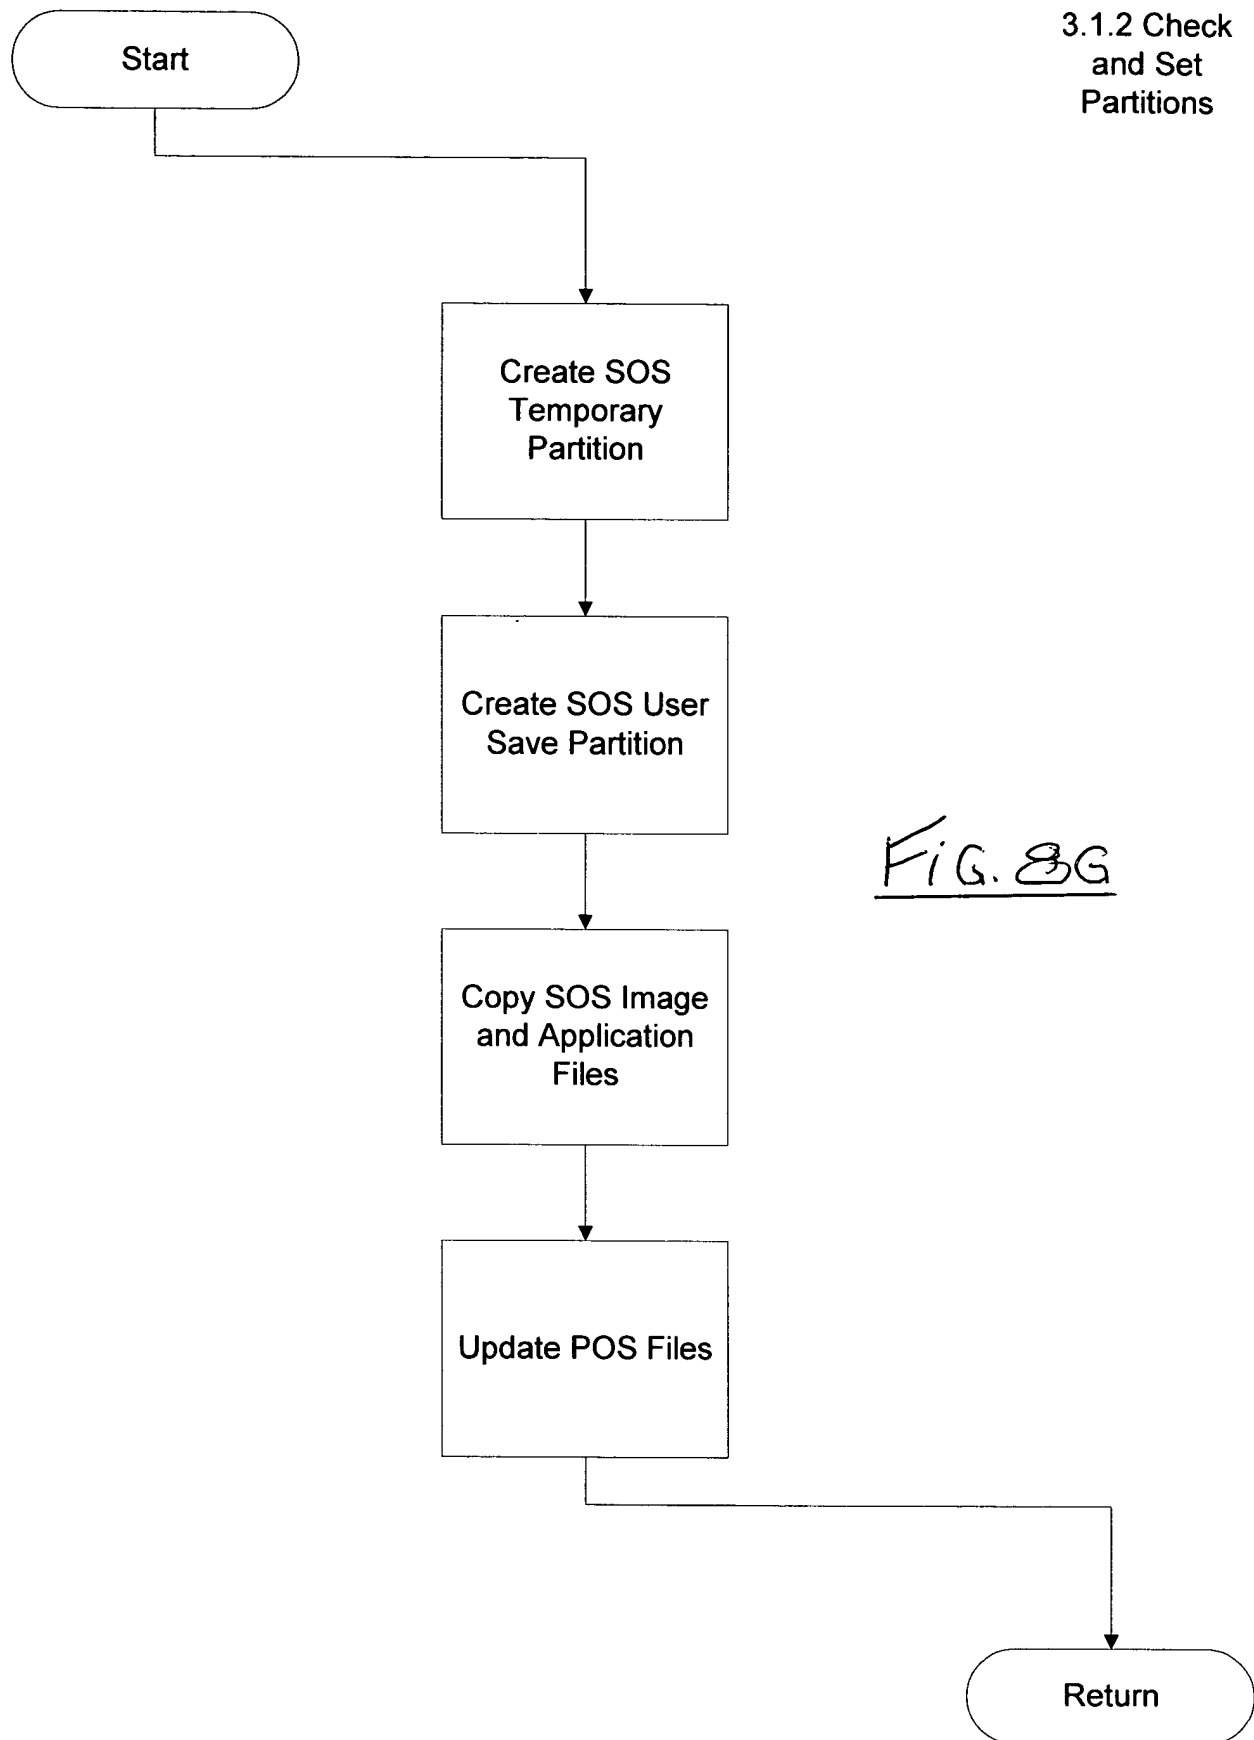 3.1.2 Check
and Set
Partitions
Start
Create SOS
Temporary
Partition
Create SOS User
Save Partition
Copy SOS Image
and Application
Files
Update POS Files
FiG. 8G
Return